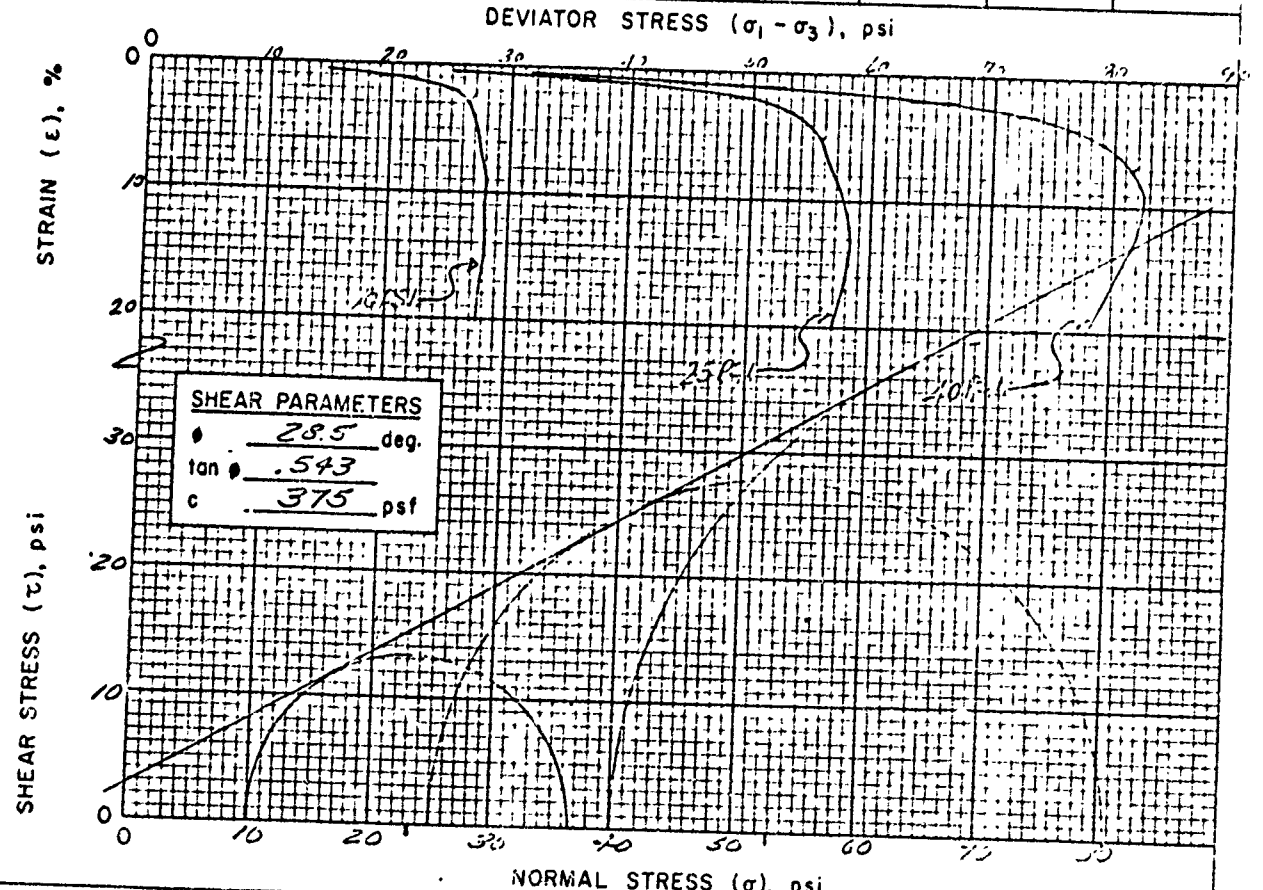 DEVIATOR STRESS (σ₁ - σ₃), psi
0 10 20 30 40 50 60 70 80 90
STRAIN (ε), %
0
10
20
10 PSI
25 P
40 P
SHEAR PARAMETERS
φ 28.5 deg.
tan φ .543
c 375 psf
SHEAR STRESS (τ), psi
30
20
10
0
0 10 20 30 40 50 60 70 80
NORMAL STRESS (σ), psi